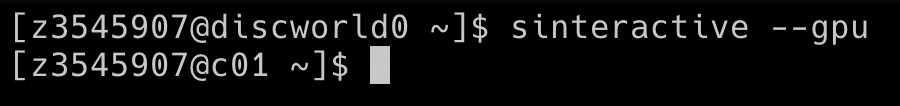 [z3545907@discworld0 ~]$ sinteractive --gpu
[z3545907@c01 ~]$